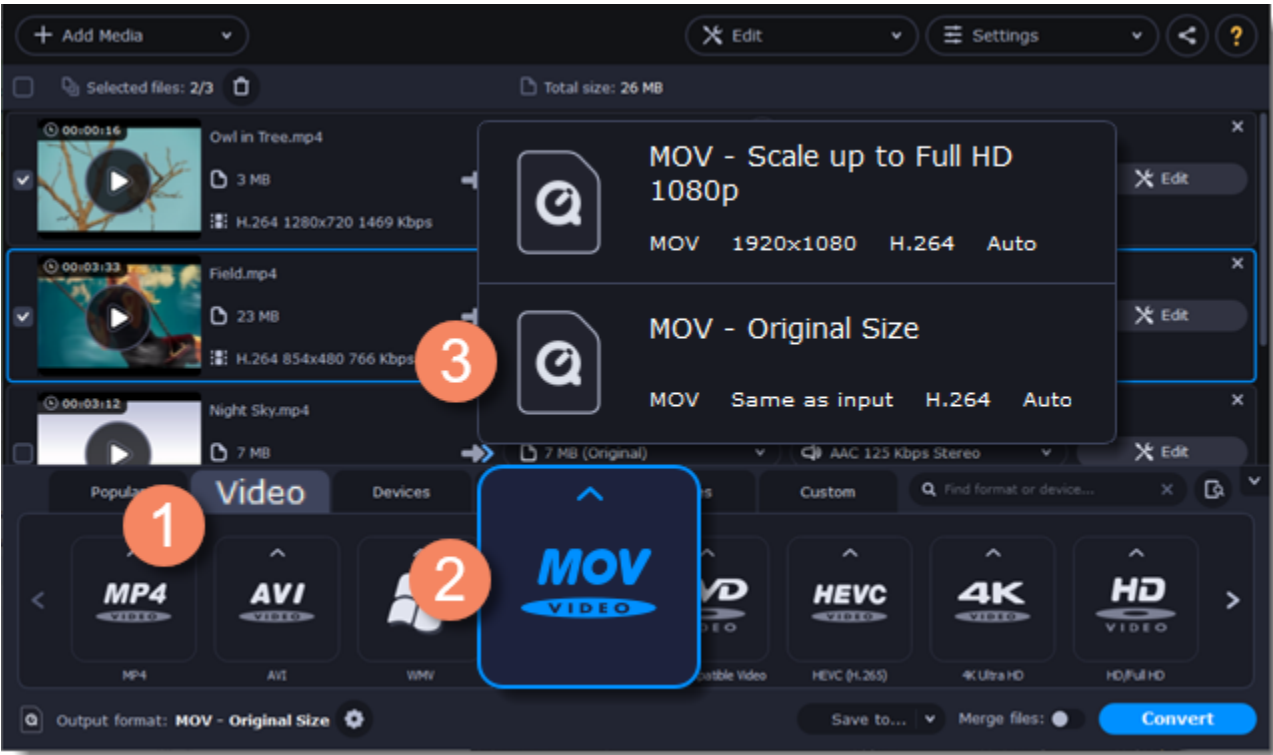 Add Media
Edit
Settings
?
Selected files: 2/3
Total size: 26 MB
00:00:16
Owl in Tree.mp4
3 MB
H.264 1280x720 1469 Kbps
MOV - Scale up to Full HD
1080p
MOV 1920x1080 H.264 Auto
Edit
00:03:33
Field.mp4
23 MB
H.264 854x480 766 Kbps
3
MOV - Original Size
MOV Same as input H.264 Auto
Edit
00:03:12
Night Sky.mp4
7 MB
7 MB (Original)
AAC 125 Kbps Stereo
Edit
1
Video
Devices
Custom
Find format or device...
2
MP4
VIDEO
AVI
VIDEO
MOV
VIDEO
HEVC
VIDEO
4K
VIDEO
HD
VIDEO
MP4
AVI
WMV
Video
HEVC (H.265)
4K Ultra HD
HD/Full HD
Output format: MOV - Original Size
Save to...
Merge files:
Convert